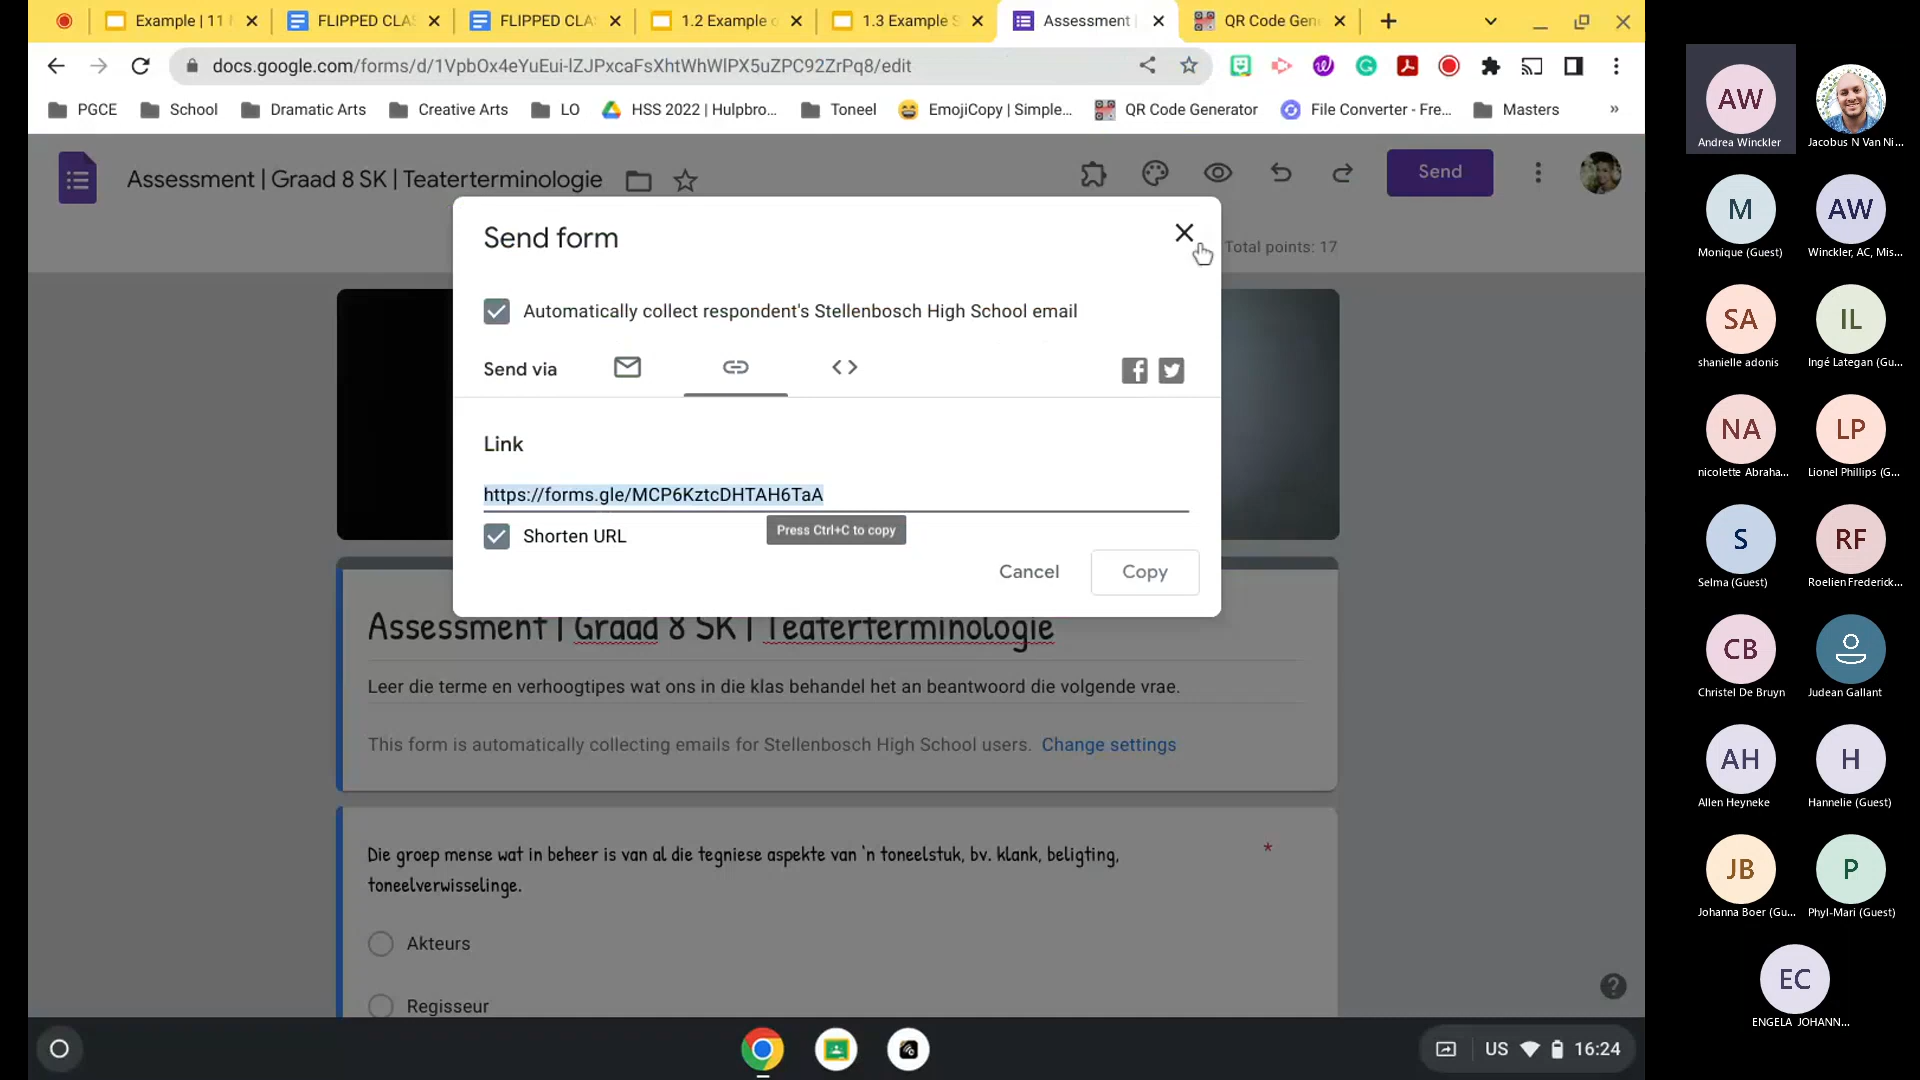 Example | 11
FLIPPED CLA
FLIPPED CLA
1.2 Example
1.3 Example
Assessment |
QR Code Gen
docs.google.com/forms/d/1VpbOx4eYuEui-lZJPxcaFsXhtWhWlPX5uZPC92ZrPq8/edit
PGCE
School
Dramatic Arts
Creative Arts
LO
HSS 2022 | Hulpbro...
Toneel
EmojiCopy | Simple...
QR Code Generator
File Converter - Fre...
Masters
»
Assessment | Graad 8 SK | Teaterterminologie
Send
Total points: 17
Send form
Automatically collect respondent's Stellenbosch High School email
Send via
Link
https://forms.gle/MCP6KztcDHTAH6TaA
Press Ctrl+C to copy
Shorten URL
Cancel
Copy
Assessment | Graad 8 SK | Teaterterminologie
Leer die terme en verhoogtipes wat ons in die klas behandel het an beantwoord die volgende vrae.
This form is automatically collecting emails for Stellenbosch High School users. Change settings
Die groep mense wat in beheer is van al die tegniese aspekte van 'n toneelstuk, bv. klank, beligting,
toneelverwisselinge.
*
Akteurs
Regisseur
US
16:24
AW
Andrea Winckler
Jacobus N Van Ni...
M
Monique (Guest)
AW
Winckler, AC, Mis...
SA
shanielle adonis
IL
Ingé Lategan (Gu...
NA
nicolette Abraha...
LP
Lionel Phillips (G...
S
Selma (Guest)
RF
Roelien Frederick...
CB
Christel De Bruyn
Judean Gallant
AH
Allen Heyneke
H
Hannelie (Guest)
JB
Johanna Boer (Gu...
P
Phyl-Mari (Guest)
EC
ENGELA JOHANN...